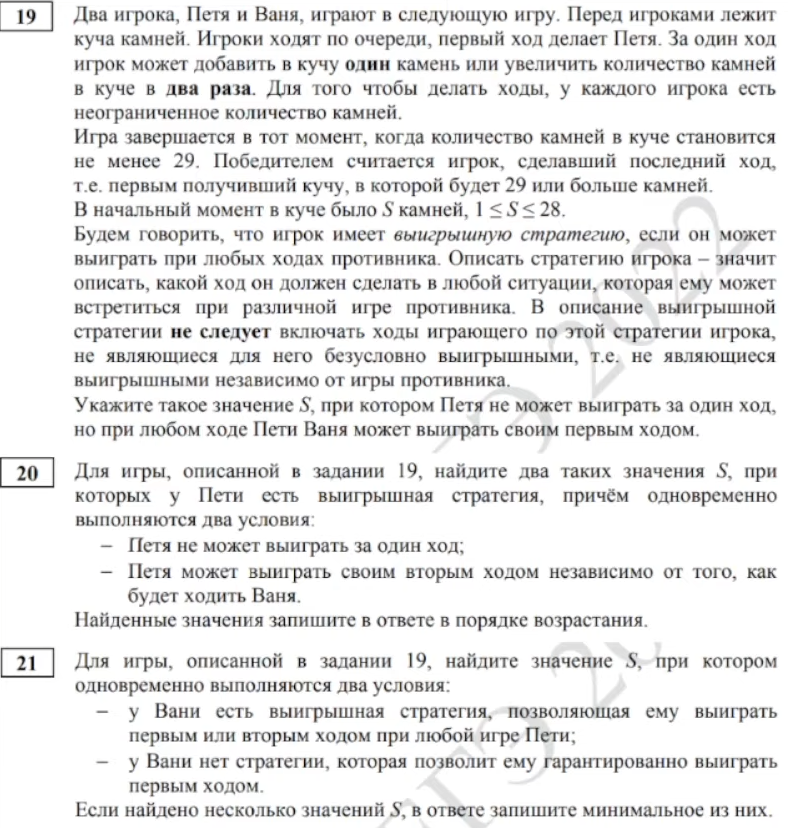 19
Два игрока, Петя и Ваня, играют в следующую игру. Перед игроками лежит
куча камней. Игроки ходят по очереди, первый ход делает Петя. За один ход
игрок может добавить в кучу один камень или увеличить количество камней
в куче в два раза. Для того чтобы делать ходы, у каждого игрока есть
неограниченное количество камней.
Игра завершается в тот момент, когда количество камней в куче становится
не менее 29. Победителем считается игрок, сделавший последний ход,
т.е. первым получивший кучу, в которой будет 29 или больше камней.
В начальный момент в куче было S камней, 1 ≤ S ≤ 28.
Будем говорить, что игрок имеет выигрышную стратегию, если он может
выиграть при любых ходах противника. Описать стратегию игрока – значит
описать, какой ход он должен сделать в любой ситуации, которая ему может
встретиться при различной игре противника. В описание выигрышной
стратегии не следует включать ходы играющего по этой стратегии игрока,
не являющиеся для него безусловно выигрышными, т.е. не являющиеся
выигрышными независимо от игры противника.
Укажите такое значение S, при котором Петя не может выиграть за один ход,
но при любом ходе Пети Ваня может выиграть своим первым ходом.
20
Для игры, описанной в задании 19, найдите два таких значения S, при
которых у Пети есть выигрышная стратегия, причём одновременно
выполняются два условия:
– Петя не может выиграть за один ход;
– Петя может выиграть своим вторым ходом независимо от того, как
будет ходить Ваня.
Найденные значения запишите в ответе в порядке возрастания.
21
Для игры, описанной в задании 19, найдите значение S, при котором
одновременно выполняются два условия:
– у Вани есть выигрышная стратегия, позволяющая ему выиграть
первым или вторым ходом при любой игре Пети;
– у Вани нет стратегии, которая позволит ему гарантированно выиграть
первым ходом.
Если найдено несколько значений S, в ответе запишите минимальное из них.